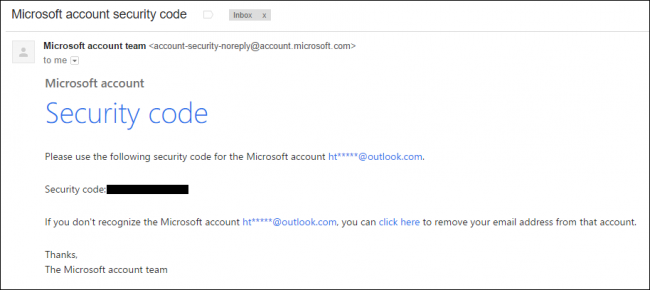 Microsoft account security code
Inbox x
Microsoft account team <account-security-noreply@account.microsoft.com>
to me
Microsoft account
Security code
Please use the following security code for the Microsoft account ht*****@outlook.com.
Security code:
If you don't recognize the Microsoft account ht*****@outlook.com, you can click here to remove your email address from that account.
Thanks,
The Microsoft account team